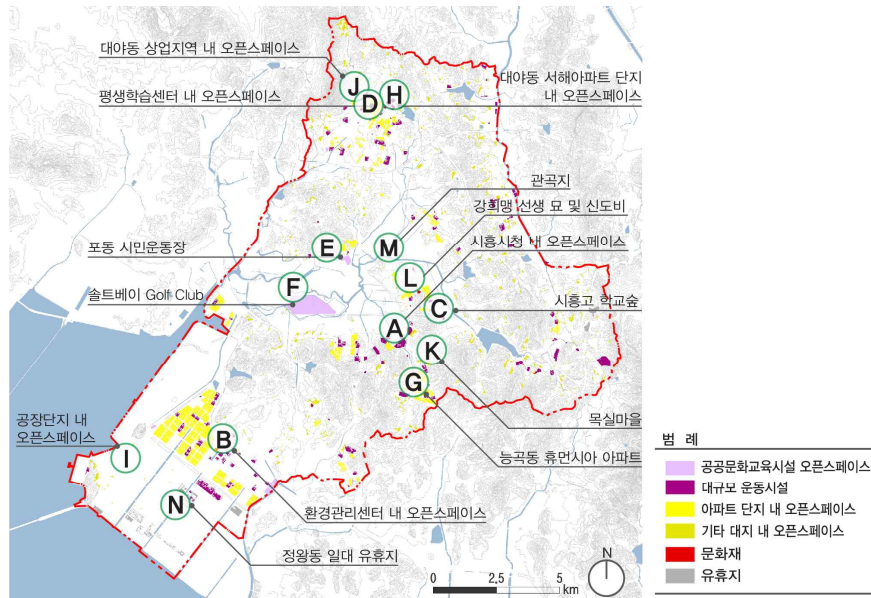 대야동 상업지역 내 오픈스페이스
대야동 서해아파트 단지
내 오픈스페이스
평생학습센터 내 오픈스페이스
J
H
D
관곡지
강희맹 선생 묘 및 신도비
시흥시청 내 오픈스페이스
포동 시민운동장
E
M
L
F
솔트베이 Golf Club
C
시흥고 학교숲
A
K
G
목실마을
공장단지 내
오픈스페이스
B
I
능곡동 휴먼시아 아파트
N
환경관리센터 내 오픈스페이스
정왕동 일대 유휴지
0 2.5 5
km
N
범 례
공공문화교육시설 오픈스페이스
대규모 운동시설
아파트 단지 내 오픈스페이스
기타 대지 내 오픈스페이스
문화재
유휴지